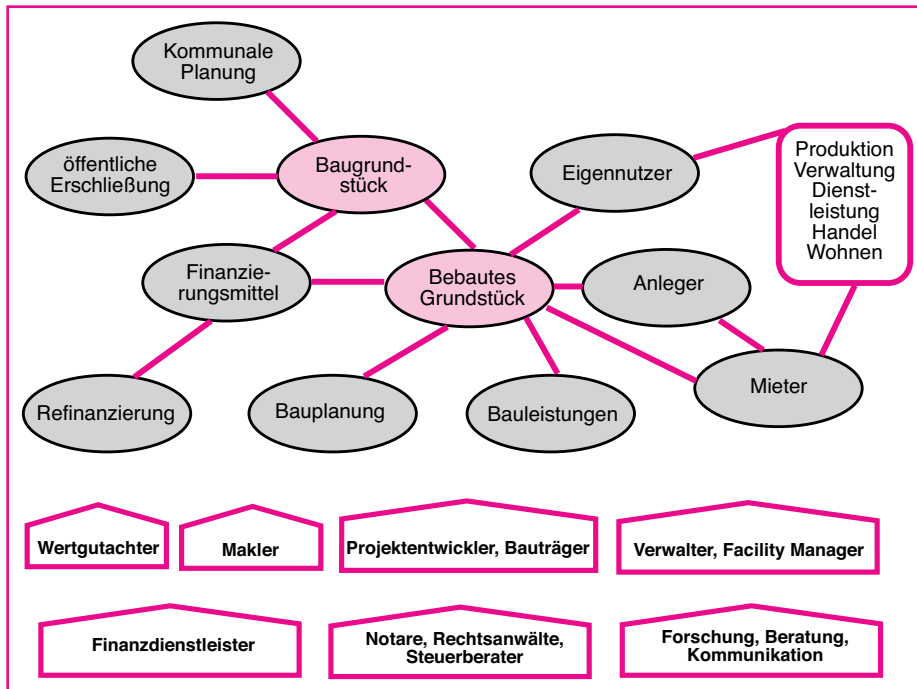 Kommunale
Planung
öffentliche
Erschließung
Baugrund-
stück
Eigennutzer
Produktion
Verwaltung
Dienst-
leistung
Handel
Wohnen
Finanzie-
rungsmittel
Bebautes
Grundstück
Anleger
Refinanzierung
Bauplanung
Bauleistungen
Mieter
Wertgutachter
Makler
Projektentwickler, Bauträger
Verwalter, Facility Manager
Finanzdienstleister
Notare, Rechtsanwälte,
Steuerberater
Forschung, Beratung,
Kommunikation